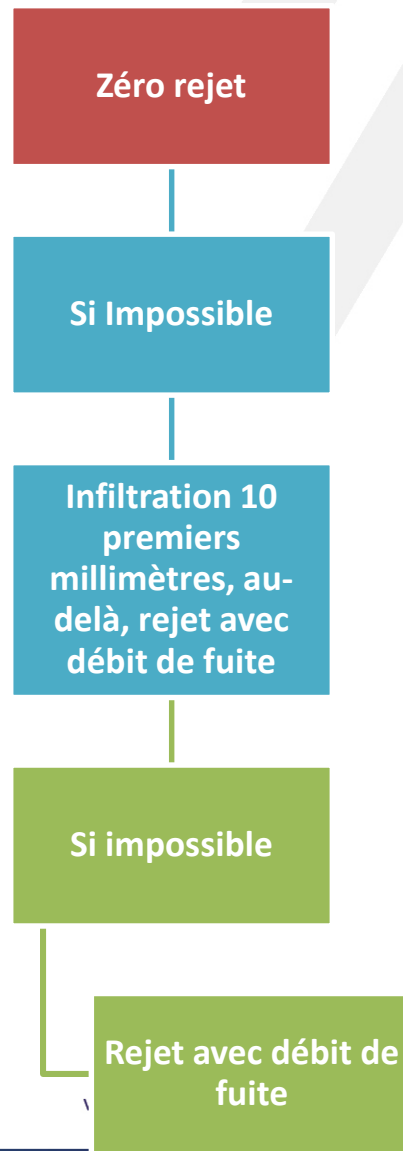 Zéro rejet
Si Impossible
Infiltration 10
premiers
millimètres, au-
delà, rejet avec
débit de fuite
Si impossible
Rejet avec débit de
fuite